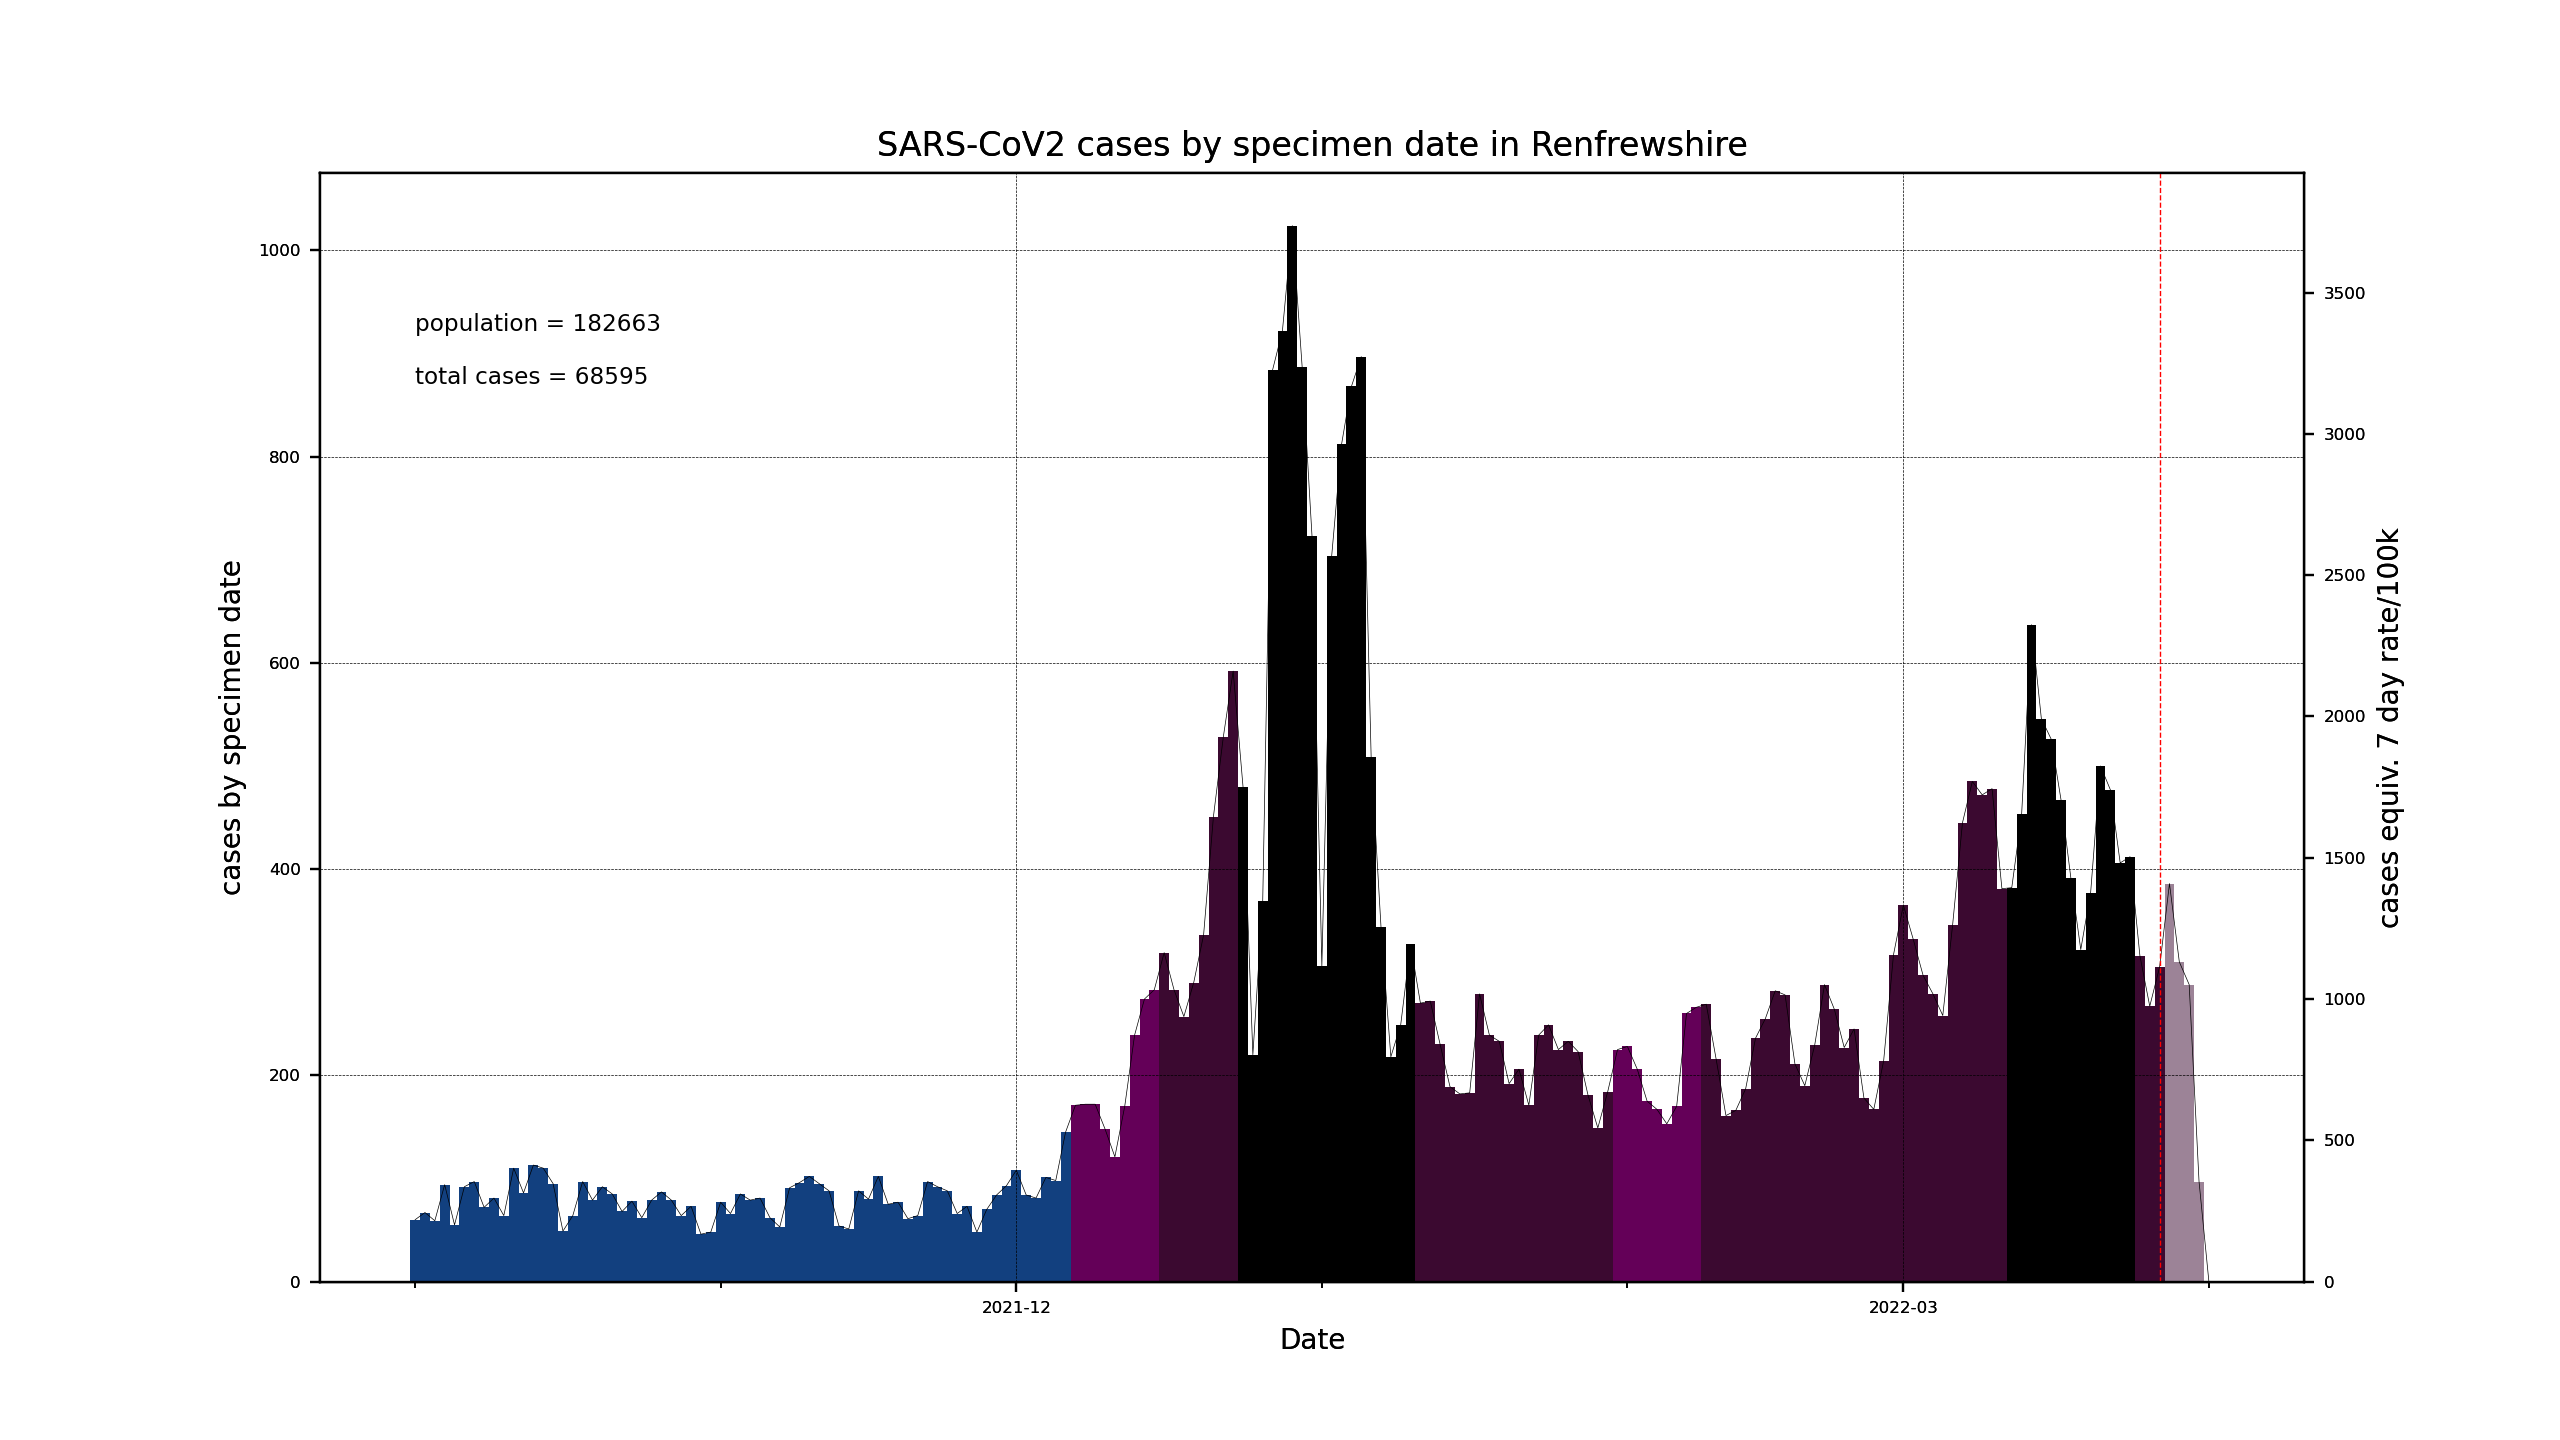 SARS-CoV2 cases by specimen date in Renfrewshire
population = 182663
total cases = 68595
cases by specimen date
1000
800
600
400
200
0
3500
3000
2500
2000
1500
1000
500
0
cases equiv. 7 day rate/100k
2021-12
2022-03
Date